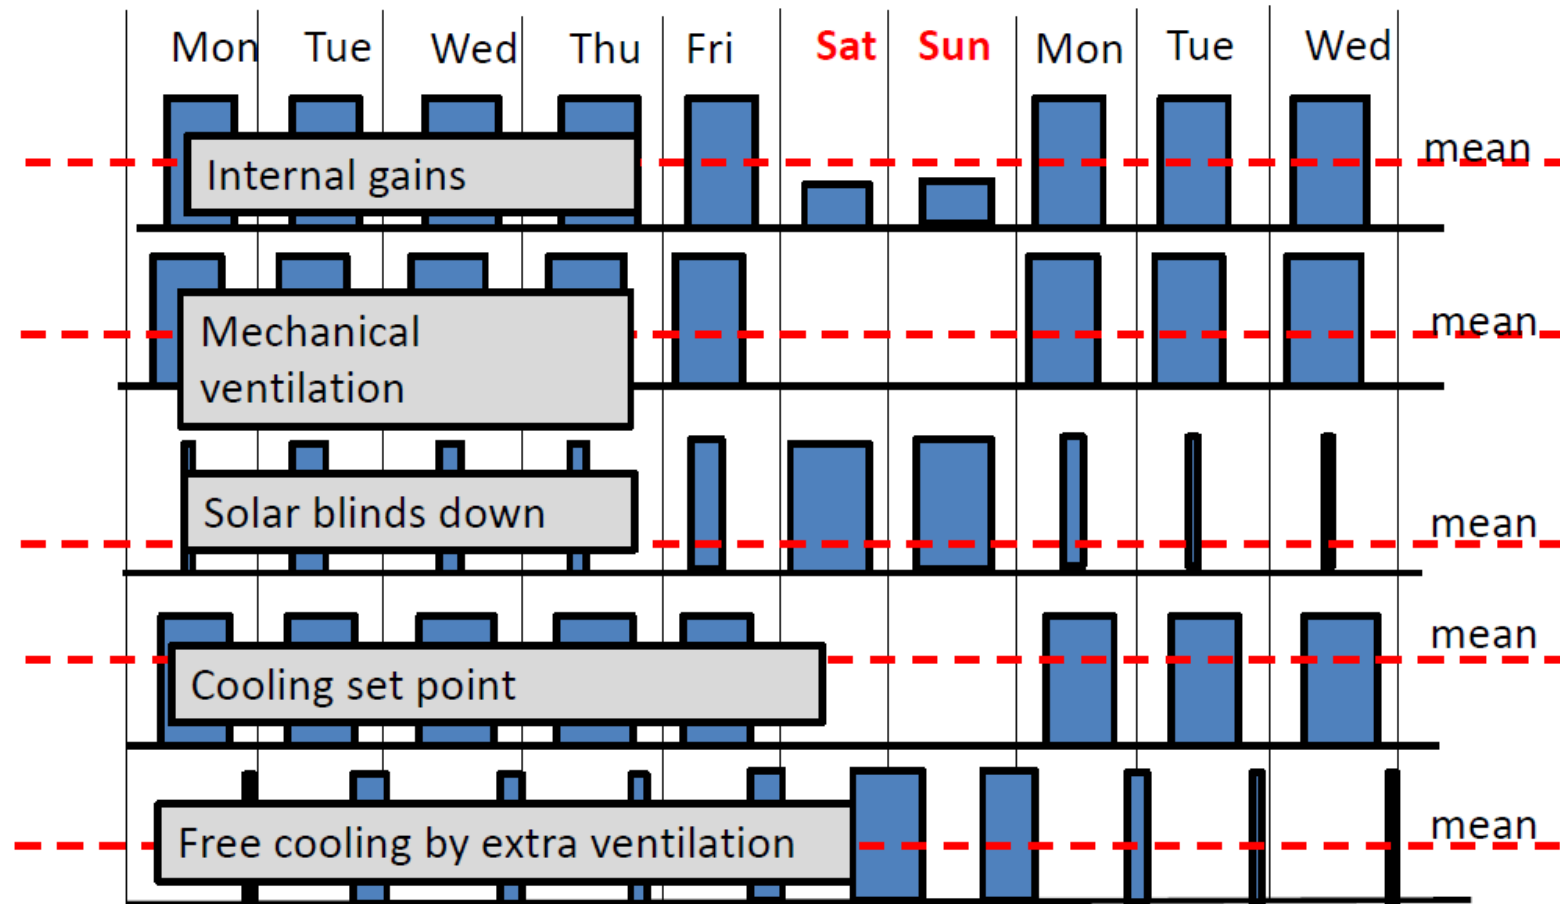 Mon Tue Wed Thu Fri Sat Sun Mon Tue Wed
Internal gains
mean
Mechanical
ventilation
mean
Solar blinds down
mean
Cooling set point
mean
Free cooling by extra ventilation
mean